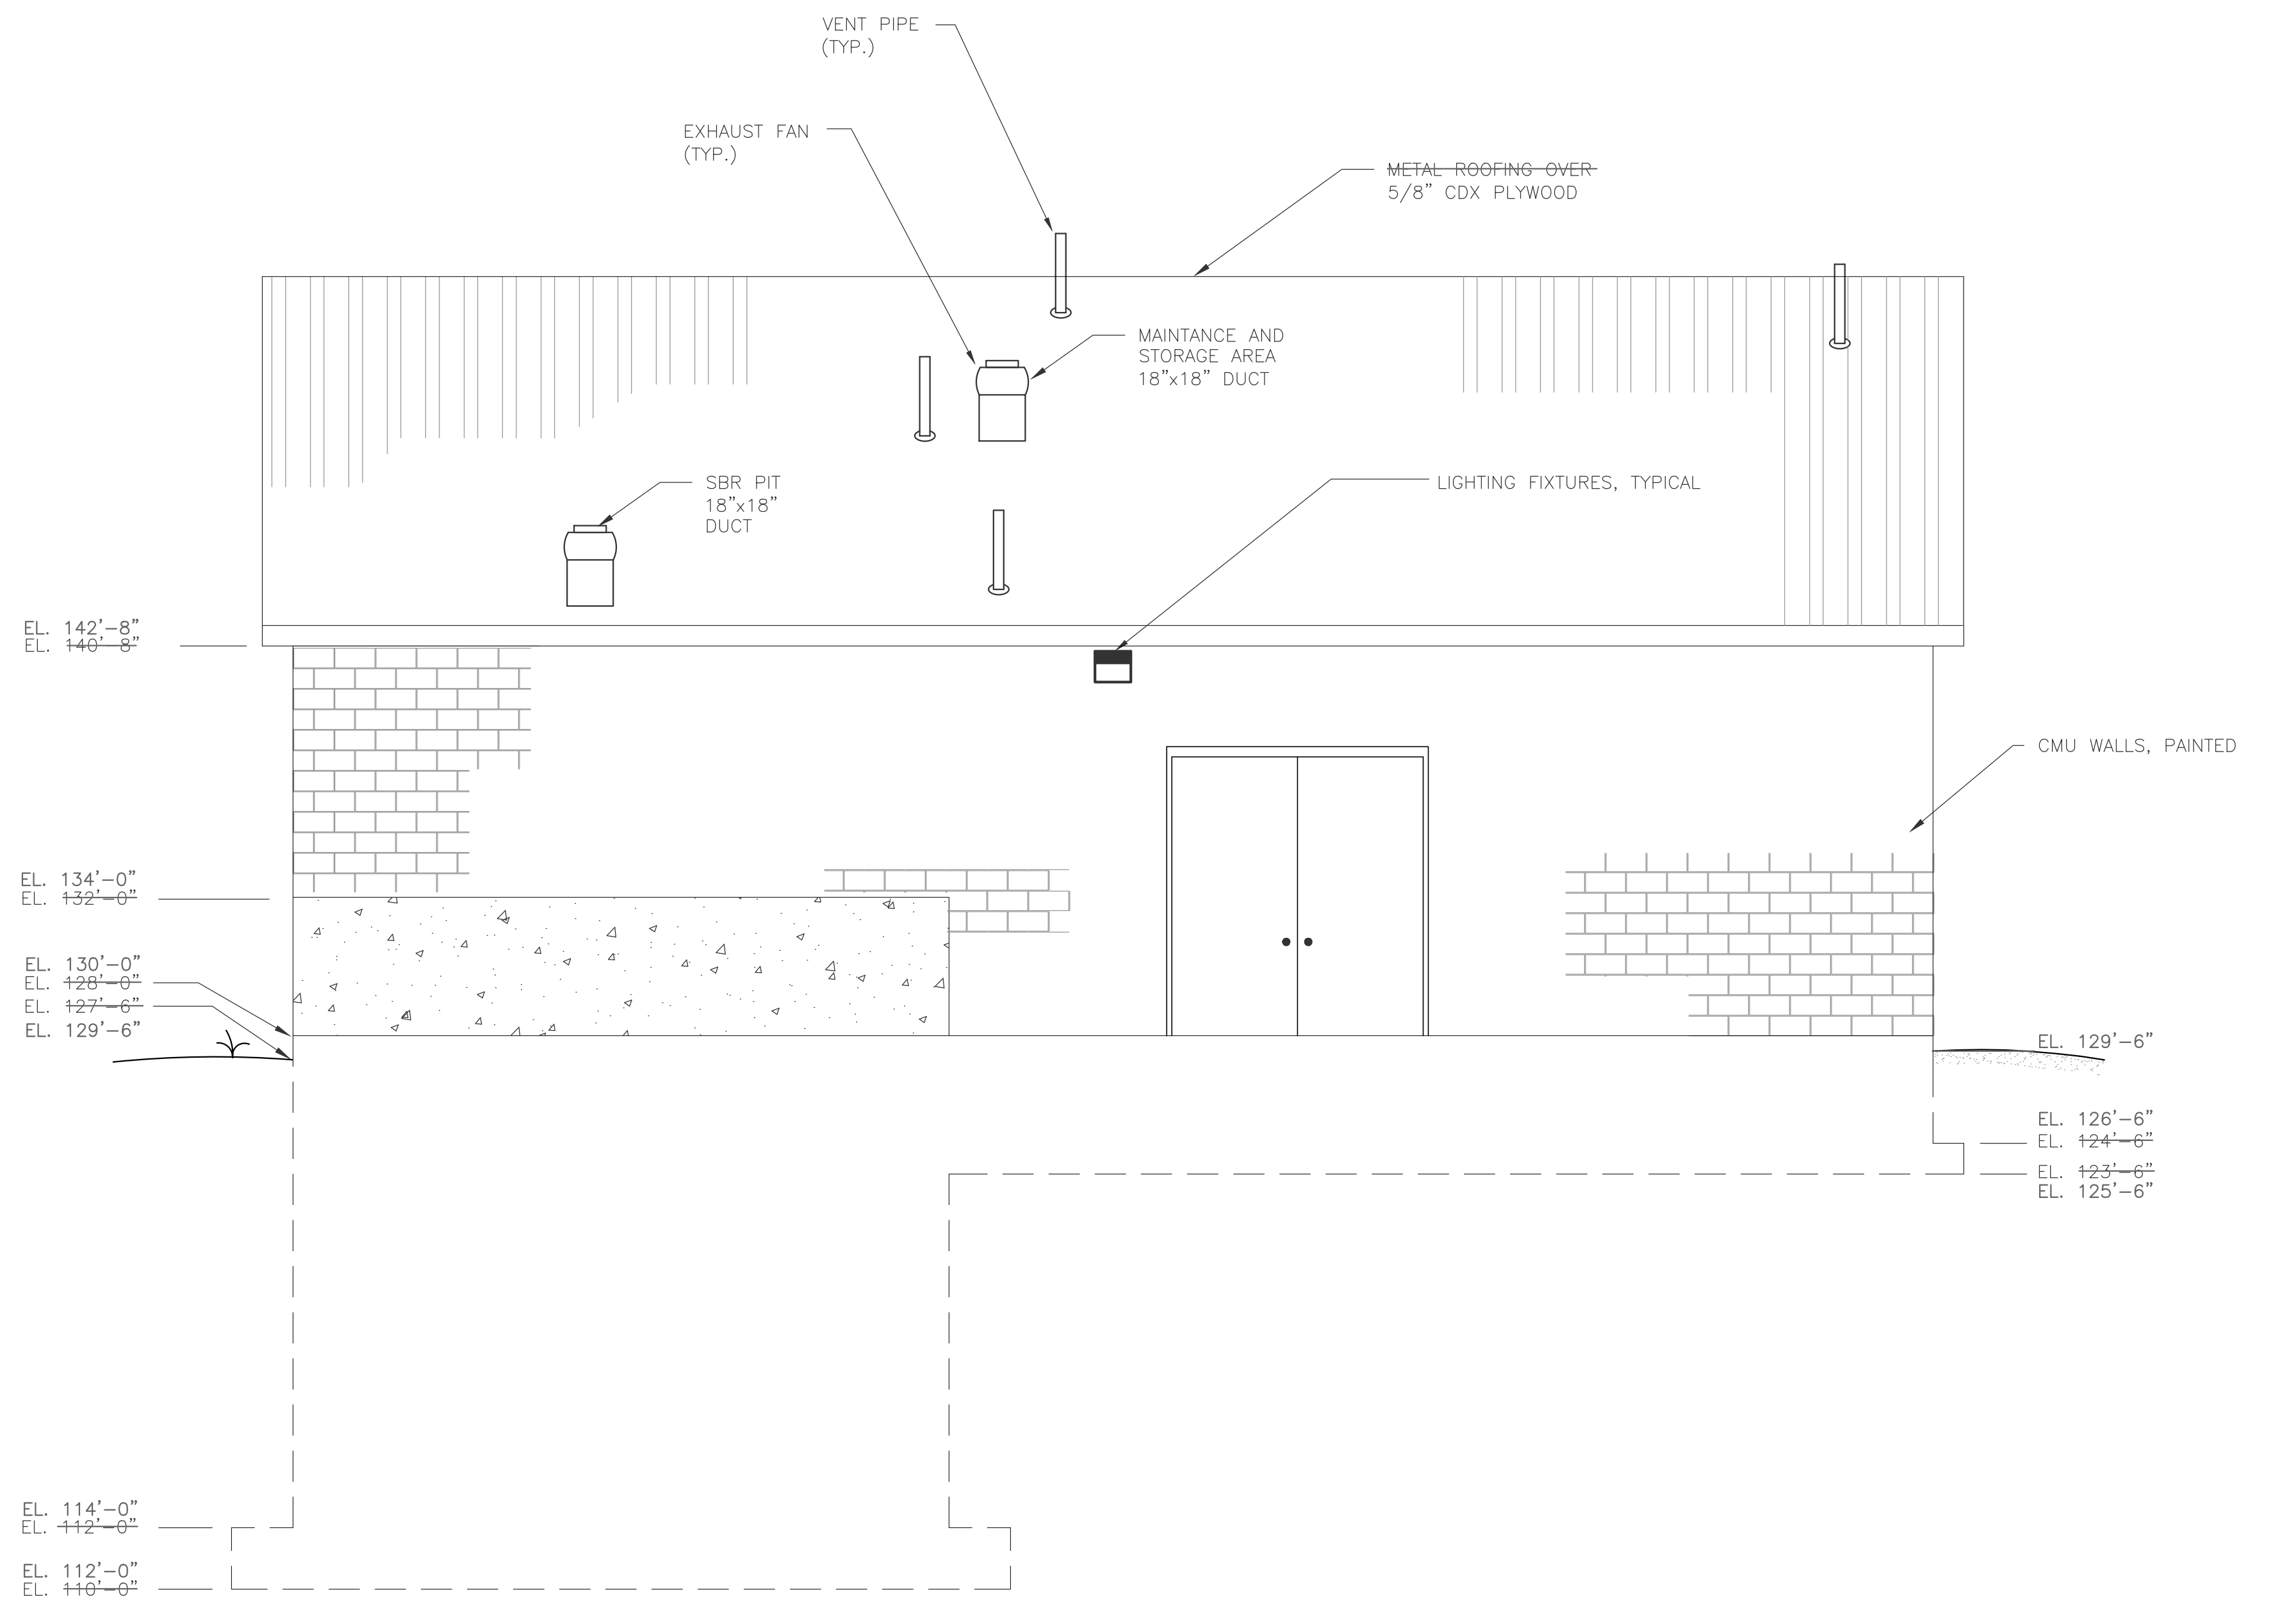 VENT PIPE
(TYP.)
EXHAUST FAN
(TYP.)
METAL ROOFING OVER
5/8" CDX PLYWOOD
MAINTANCE AND
STORAGE AREA
18"x18" DUCT
SBR PIT
18"x18"
DUCT
LIGHTING FIXTURES, TYPICAL
EL. 142'-8"
EL. 140'-8"
CMU WALLS, PAINTED
EL. 134'-0"
EL. 132'-0"
EL. 130'-0"
EL. 128'-0"
EL. 127'-6"
EL. 129'-6"
EL. 129'-6"
EL. 126'-6"
EL. 124'-6"
EL. 123'-6"
EL. 125'-6"
EL. 114'-0"
EL. 112'-0"
EL. 112'-0"
EL. 110'-0"